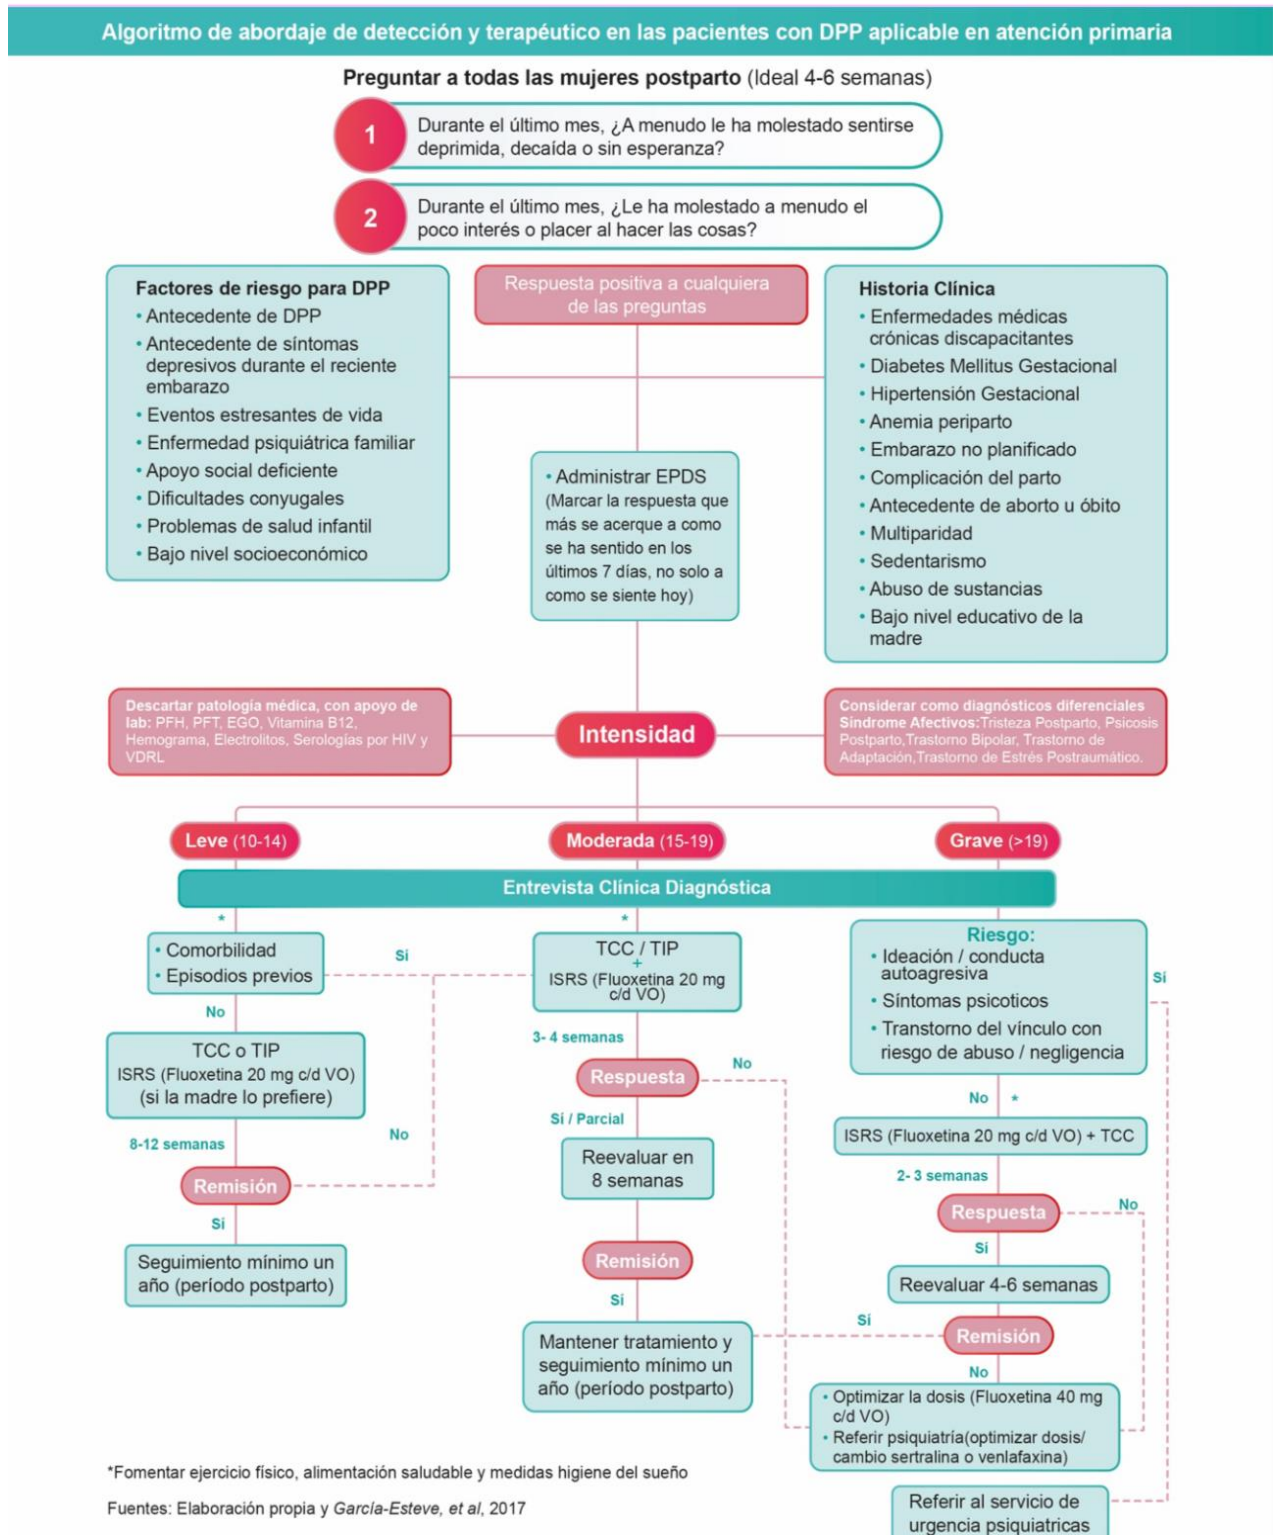 Algoritmo de abordaje de detección y terapéutico en las pacientes con DPP aplicable en atención primaria
Preguntar a todas las mujeres postparto (Ideal 4-6 semanas)
1
Durante el último mes, ¿A menudo le ha molestado sentirse
deprimida, decaída o sin esperanza?
2
Durante el último mes, ¿Le ha molestado a menudo el
poco interés o placer al hacer las cosas?
Factores de riesgo para DPP
• Antecedente de DPP
• Antecedente de síntomas
depresivos durante el reciente
embarazo
• Eventos estresantes de vida
• Enfermedad psiquiátrica familiar
• Apoyo social deficiente
• Dificultades conyugales
• Problemas de salud infantil
• Bajo nivel socioeconómico
Respuesta positiva a cualquiera
de las preguntas
Historia Clínica
• Enfermedades médicas
crónicas discapacitantes
• Diabetes Mellitus Gestacional
• Hipertensión Gestacional
• Anemia periparto
• Embarazo no planificado
• Complicación del parto
• Antecedente de aborto u óbito
• Multiparidad
• Sedentarismo
• Abuso de sustancias
• Bajo nivel educativo de la
madre
• Administrar EPDS
(Marcar la respuesta que
más se acerque a como
se ha sentido en los
últimos 7 días, no solo a
como se siente hoy)
Descartar patología médica, con apoyo de
lab: PFH, PFT, EGO, Vitamina B12,
Hemograma, Electrolitos, Serologías por HIV y
VDRL
Intensidad
Considerar como diagnósticos diferenciales
Síndrome Afectivos:Tristeza Postparto, Psicosis
Postparto,Trastorno Bipolar, Trastorno de
Adaptación,Trastorno de Estrés Postraumático.
Leve (10-14)
Moderada (15-19)
Grave (>19)
Entrevista Clínica Diagnóstica
*
• Comorbilidad
• Episodios previos
Sí
No
TCC o TIP
ISRS (Fluoxetina 20 mg c/d VO)
(si la madre lo prefiere)
8-12 semanas
No
Remisión
Sí
Seguimiento mínimo un
año (período postparto)
*
TCC / TIP
+
ISRS (Fluoxetina 20 mg
c/d VO)
3- 4 semanas
Respuesta
No
Sí / Parcial
Reevaluar en
8 semanas
Remisión
Sí
Mantener tratamiento y
seguimiento mínimo un
año (período postparto)
Riesgo:
• Ideación / conducta
autoagresiva
• Síntomas psicoticos
• Transtorno del vínculo con
riesgo de abuso / negligencia
Sí
No *
ISRS (Fluoxetina 20 mg c/d VO) + TCC
2- 3 semanas
Respuesta
No
Sí
Reevaluar 4-6 semanas
Sí
Remisión
No
• Optimizar la dosis (Fluoxetina 40 mg
c/d VO)
• Referir psiquiatría(optimizar dosis/
cambio sertralina o venlafaxina)
Referir al servicio de
urgencia psiquiatricas
*Fomentar ejercicio físico, alimentación saludable y medidas higiene del sueño
Fuentes: Elaboración propia y García-Esteve, et al, 2017